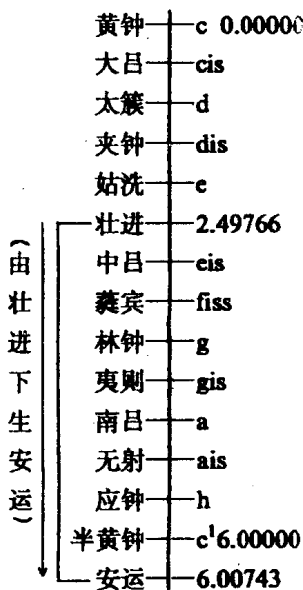 黄钟 c 0.00000
大吕 cis
太簇 d
夹钟 dis
姑洗 e
壮进 2.49766
中吕 eis
蕤宾 fiss
林钟 g
夷则 gis
南吕 a
无射 ais
应钟 h
半黄钟 c¹6.00000
安运 6.00743
(由壮进下生安运)